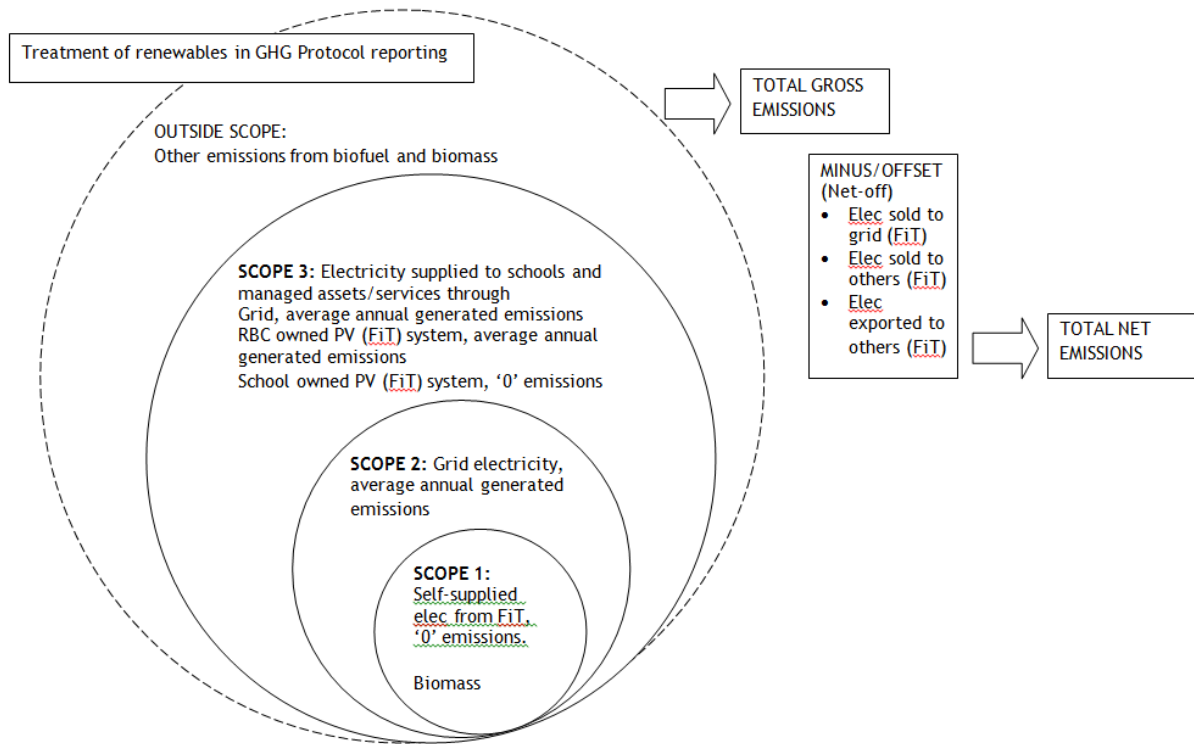 Treatment of renewables in GHG Protocol reporting
TOTAL GROSS
EMISSIONS
OUTSIDE SCOPE:
Other emissions from biofuel and biomass
MINUS/OFFSET
(Net-off)
• Elec sold to
grid (FiT)
• Elec sold to
others (FiT)
• Elec
exported to
others (FiT)
TOTAL NET
EMISSIONS
SCOPE 3: Electricity supplied to schools and
managed assets/services through
Grid, average annual generated emissions
RBC owned PV (FiT) system, average annual
generated emissions
School owned PV (FiT) system, ‘0’ emissions
SCOPE 2: Grid electricity,
average annual generated
emissions
SCOPE 1:
Self-supplied
elec from FiT,
‘0’ emissions.
Biomass